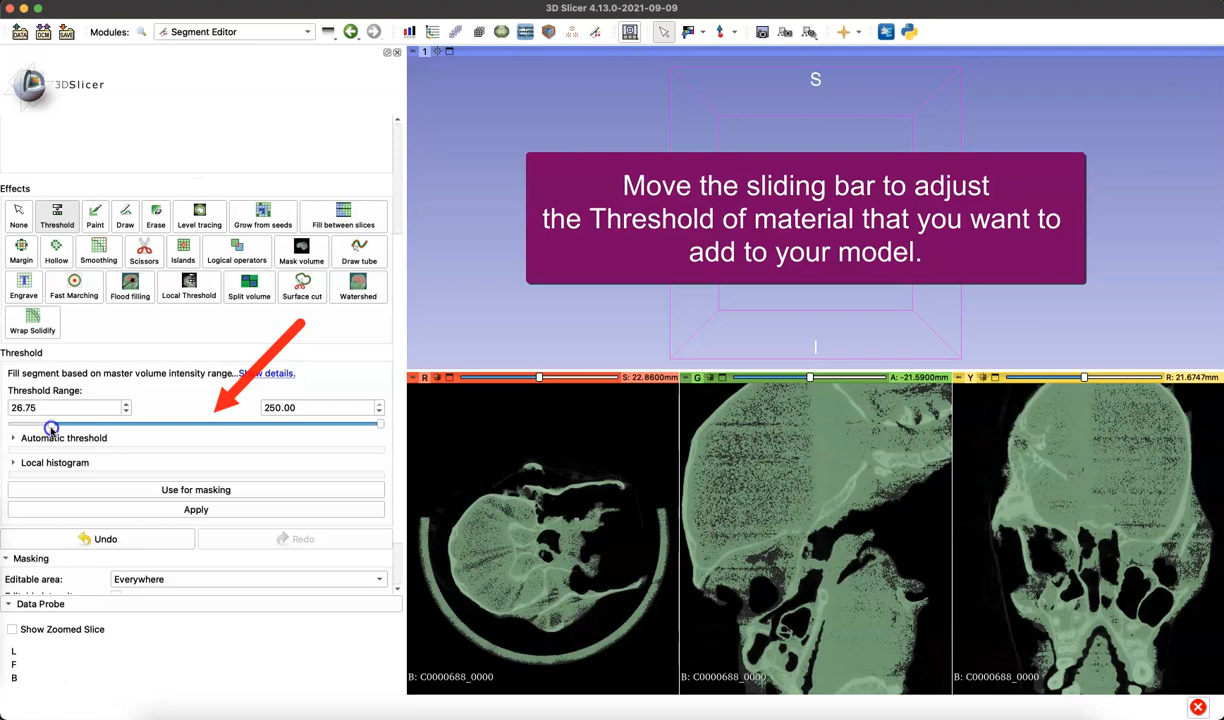 3D Slicer 4.13.0-2021-09-09
DATA
DCM
SAVE
Modules:
Segment Editor
1
3DSlicer
S
Move the sliding bar to adjust
the Threshold of material that you want to
add to your model.
I
Effects
None
Threshold
Paint
Draw
Erase
Level tracing
Grow from seeds
Fill between slices
Margin
Hollow
Smoothing
Scissors
Islands
Logical operators
Mask volume
Draw tube
Engrave
Fast Marching
Flood filling
Local Threshold
Split volume
Surface cut
Watershed
Wrap Solidify
Threshold
Fill segment based on master volume intensity range...Show details.
Threshold Range:
26.75
250.00
Automatic threshold
Local histogram
Use for masking
Apply
Undo
Redo
Masking
Editable area:
Everywhere
Data Probe
Show Zoomed Slice
L
F
B
R
S: 22.8600mm
G
A: -21.5900mm
Y
R: 21.6747mm
B: C0000688_0000
B: C0000688_0000
B: C0000688_0000